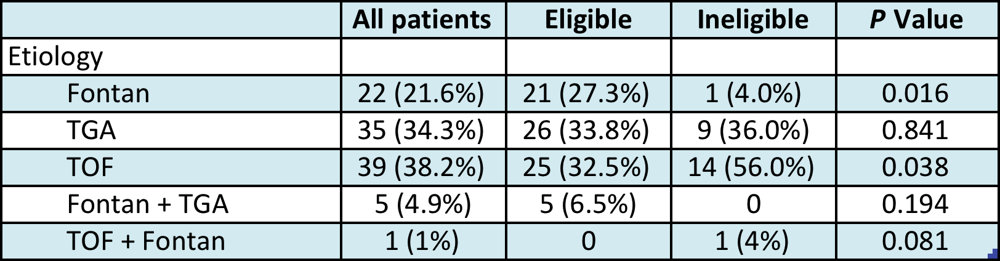 All patients Eligible Ineligible P Value
Etiology
Fontan 22 (21.6%) 21 (27.3%) 1 (4.0%) 0.016
TGA 35 (34.3%) 26 (33.8%) 9 (36.0%) 0.841
TOF 39 (38.2%) 25 (32.5%) 14 (56.0%) 0.038
Fontan + TGA 5 (4.9%) 5 (6.5%) 0 0.194
TOF + Fontan 1 (1%) 0 1 (4%) 0.081